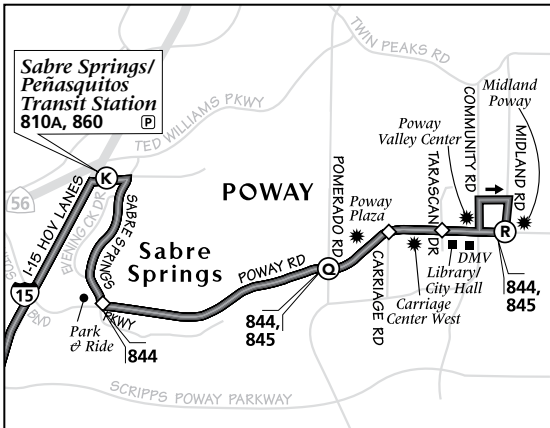 TWIN PEAKS RD
Sabre Springs/
Peñasquitos
Transit Station
810A, 860 P
TED WILLIAMS PKWY
COMMUNITY RD
Midland
Poway
Poway
Valley Center
MIDLAND RD
K
56
I-15 HOV LANES
EVENING CK DR
SABRE SPRINGS
PKWY
POWAY
POMERADO RD
Poway
Plaza
TARASCAN DR
R
Sabre
Springs
POWAY RD
Q
CARRIAGE RD
DMV
Library/
City Hall
Carriage
Center West
844,
845
15
BLVD
Park
& Ride
844
844,
845
SCRIPPS POWAY PARKWAY